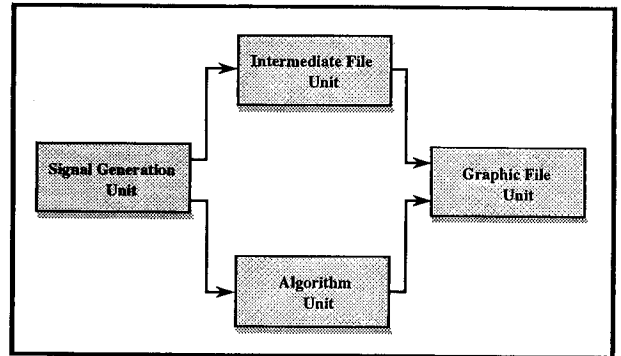 Intermediate File
Unit
Signal Generation
Unit
Graphic File
Unit
Algorithm
Unit